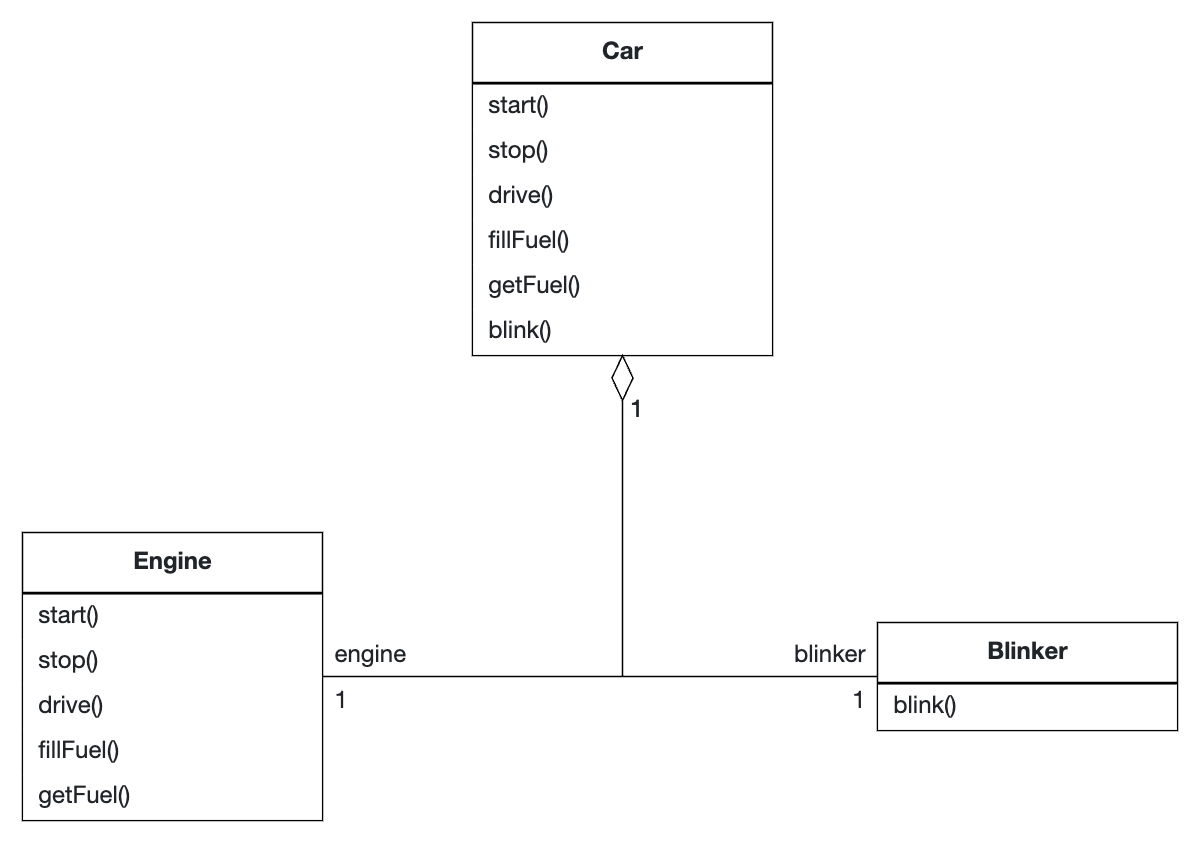 Car
start()
stop()
drive()
fillFuel()
getFuel()
blink()
1
Engine
start()
stop()
drive()
fillFuel()
getFuel()
engine
1
blinker
1
Blinker
blink()